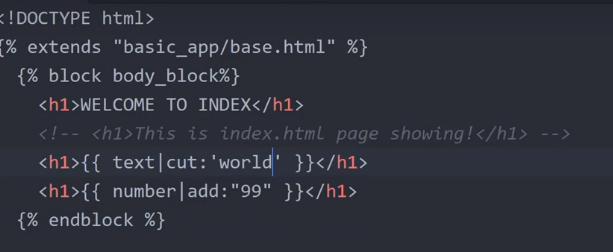 <!DOCTYPE html>
{% extends "basic_app/base.html" %}
{% block body_block%}
<h1>WELCOME TO INDEX</h1>
<!-- <h1>This is index.html page showing!</h1> -->
<h1>{{ text|cut:'world' }}</h1>
<h1>{{ number|add:"99" }}</h1>
{% endblock %}